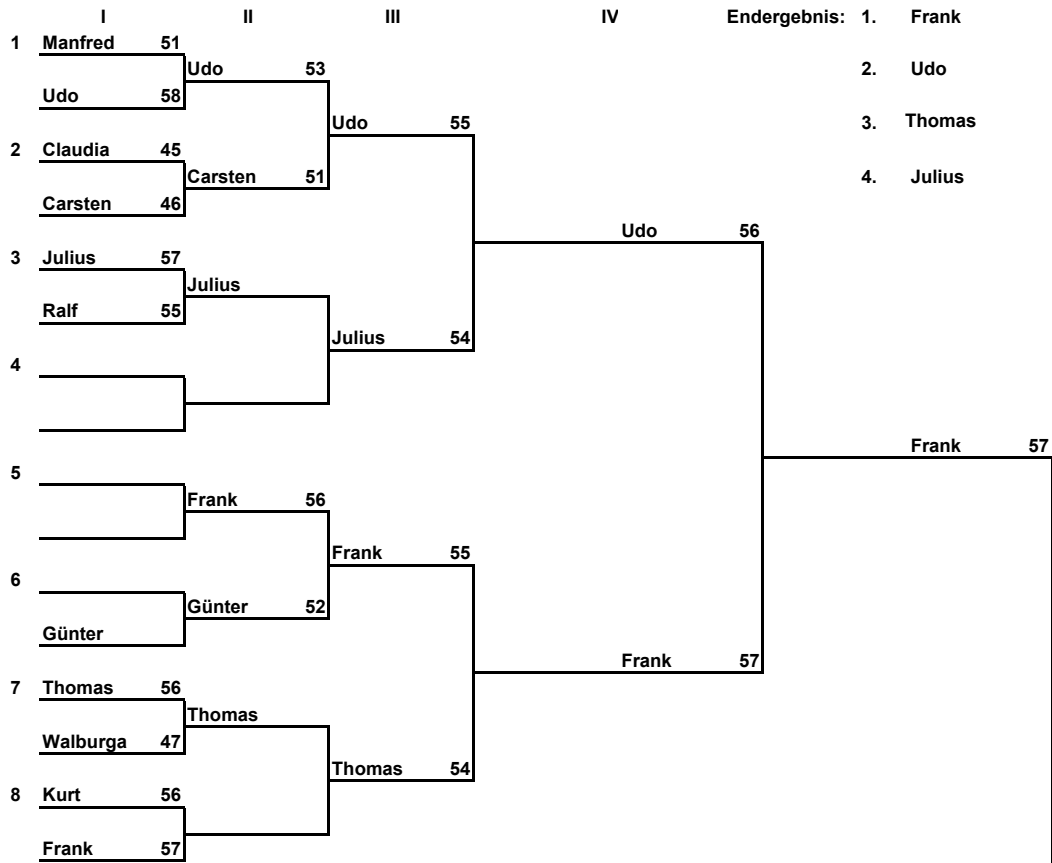 I II III IV Endergebnis: 1. Frank
1 Manfred 51
Udo 53 2. Udo
Udo 58
Udo 55 3. Thomas
2 Claudia 45
Carsten 51 4. Julius
Carsten 46
Udo 56
3 Julius 57
Julius
Ralf 55
Julius 54
4
Frank 57
5
Frank 56
Frank 55
6
Günter 52
Günter
Frank 57
7 Thomas 56
Thomas
Walburga 47
Thomas 54
8 Kurt 56
Frank 57